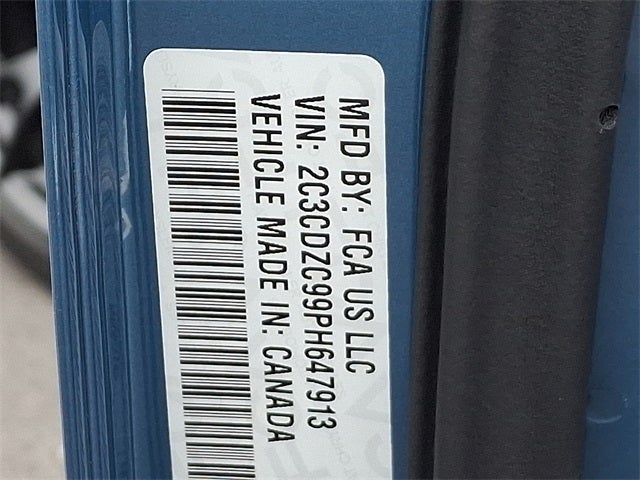 MFD BY: FCA US LLC
VIN: 2C3CDZC99PH647913
VEHICLE MADE IN: CANADA